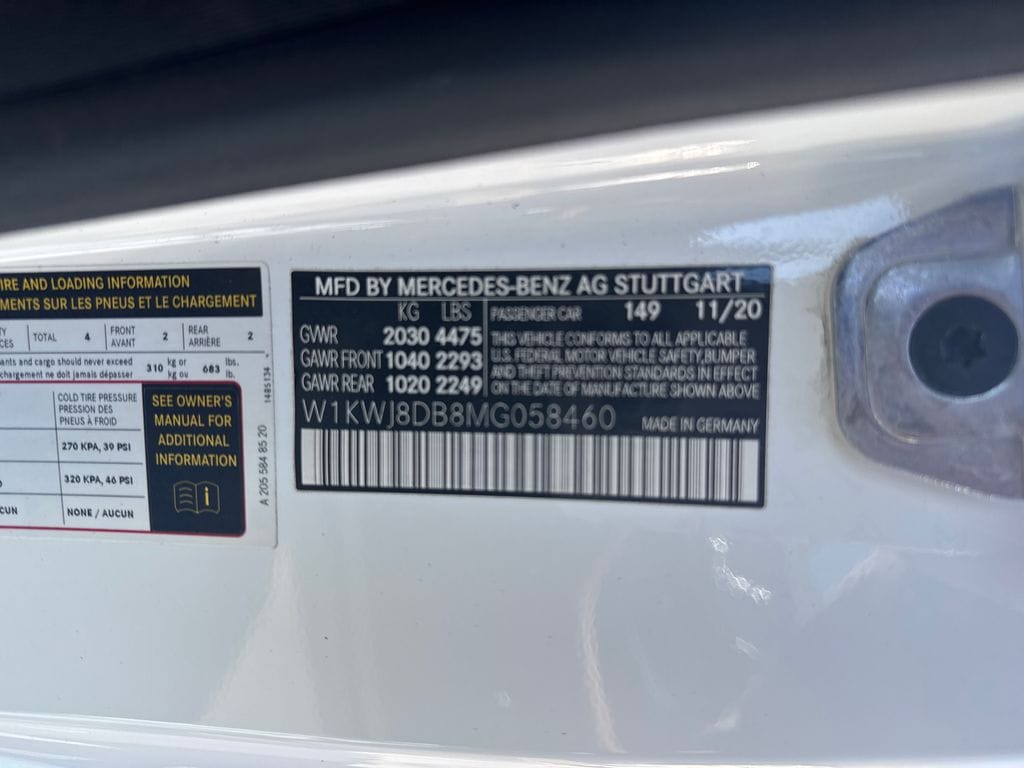 IRE AND LOADING INFORMATION
MENTS SUR LES PNEUS ET LE CHARGEMENT
TOTAL 4 FRONT AVANT 2 REAR ARRIÈRE 2
ants and cargo should never exceed 310 kg or 683 lbs.
chargement ne doit jamais dépasser kg ou lb.
COLD TIRE PRESSURE
PRESSION DES
PNEUS À FROID
270 KPA, 39 PSI
320 KPA, 46 PSI
NONE / AUCUN
SEE OWNER'S
MANUAL FOR
ADDITIONAL
INFORMATION
1485134
A 205 584 85 20
MFD BY MERCEDES-BENZ AG STUTTGART
KG LBS PASSENGER CAR 149 11/20
GVWR 2030 4475
GAWR FRONT 1040 2293
GAWR REAR 1020 2249
THIS VEHICLE CONFORMS TO ALL APPLICABLE
U.S. FEDERAL MOTOR VEHICLE SAFETY, BUMPER
AND THEFT PREVENTION STANDARDS IN EFFECT
ON THE DATE OF MANUFACTURE SHOWN ABOVE
W1KWJ8DB8MG058460 MADE IN GERMANY